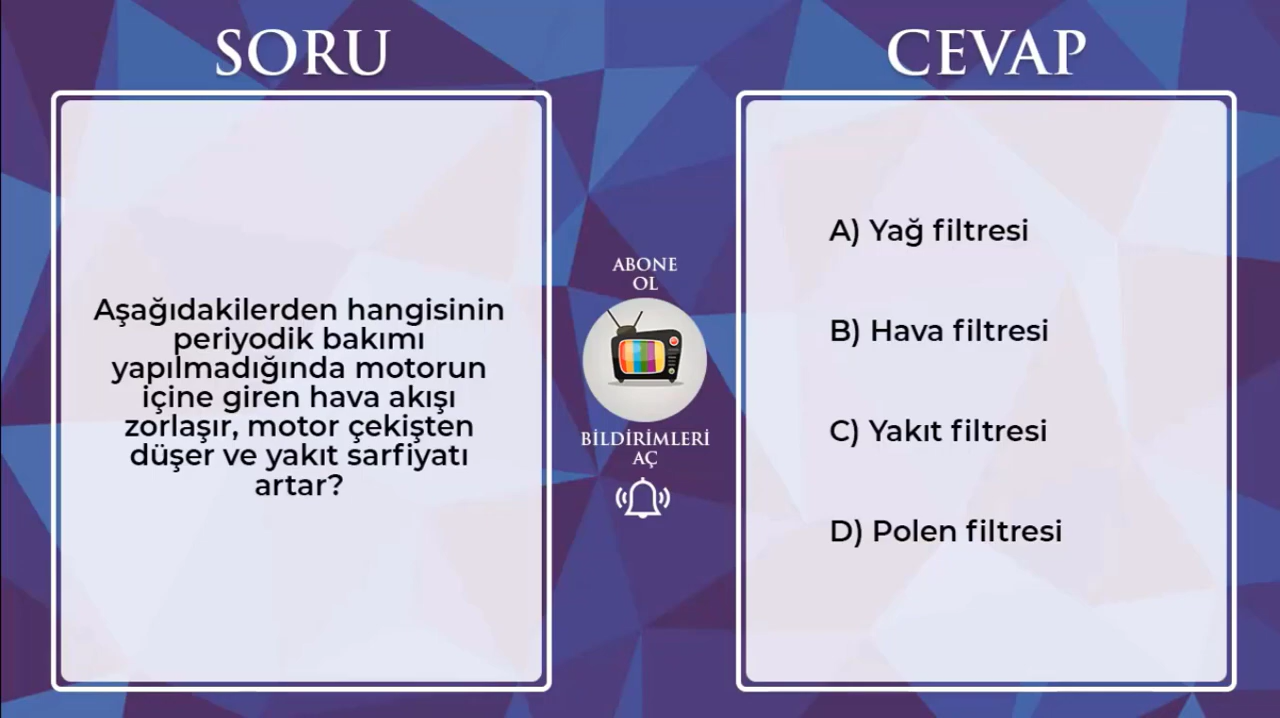 SORU
Aşağıdakilerden hangisinin
periyodik bakımı
yapılmadığında motorun
içine giren hava akışı
zorlaşır, motor çekişten
düşer ve yakıt sarfiyatı
artar?
ABONE
OL
BİLDİRİMLERİ
AÇ
CEVAP
A) Yağ filtresi
B) Hava filtresi
C) Yakıt filtresi
D) Polen filtresi